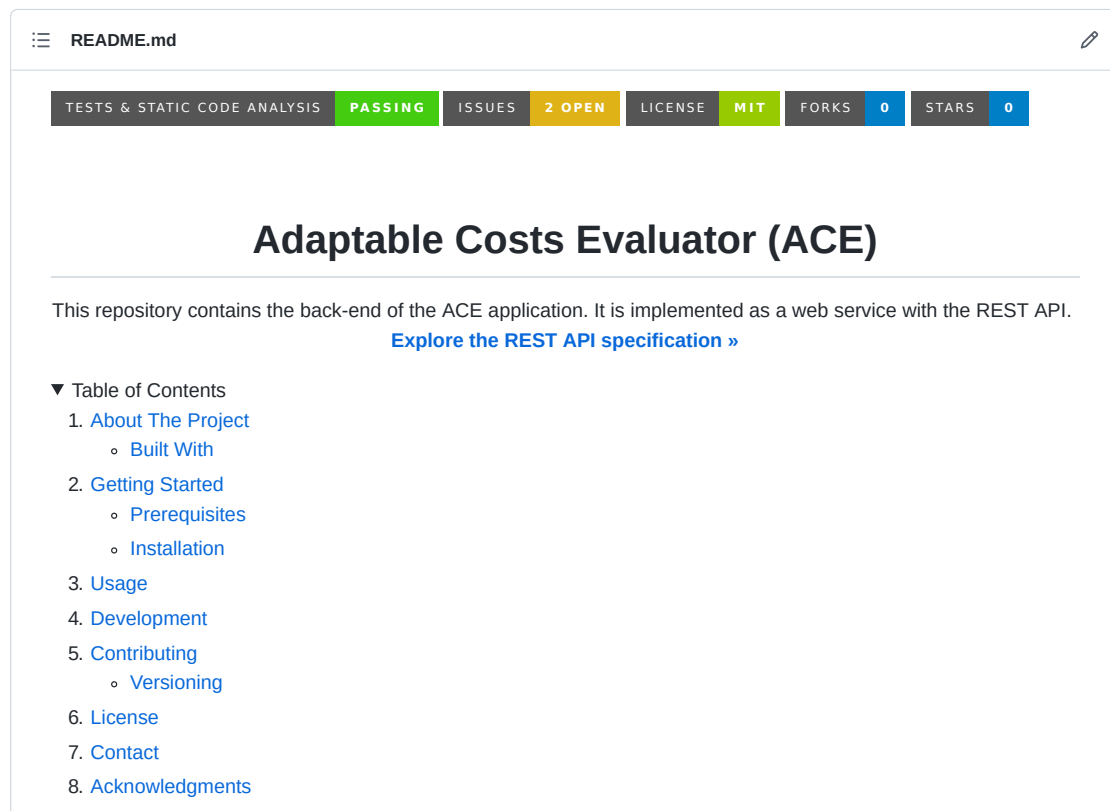 README.md
TESTS & STATIC CODE ANALYSIS PASSING ISSUES 2 OPEN LICENSE MIT FORKS 0 STARS 0
Adaptable Costs Evaluator (ACE)
This repository contains the back-end of the ACE application. It is implemented as a web service with the REST API.
Explore the REST API specification »
Table of Contents
1. About The Project
Built With
2. Getting Started
Prerequisites
Installation
3. Usage
4. Development
5. Contributing
Versioning
6. License
7. Contact
8. Acknowledgments